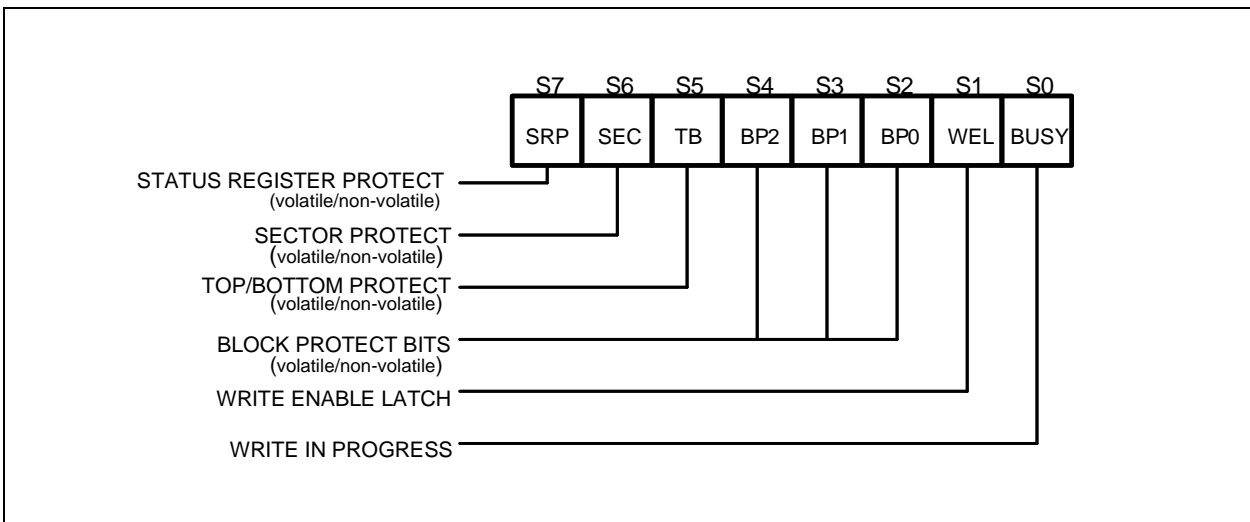 S7 S6 S5 S4 S3 S2 S1 S0
SRP SEC TB BP2 BP1 BP0 WEL BUSY
STATUS REGISTER PROTECT
(volatile/non-volatile)
SECTOR PROTECT
(volatile/non-volatile)
TOP/BOTTOM PROTECT
(volatile/non-volatile)
BLOCK PROTECT BITS
(volatile/non-volatile)
WRITE ENABLE LATCH
WRITE IN PROGRESS